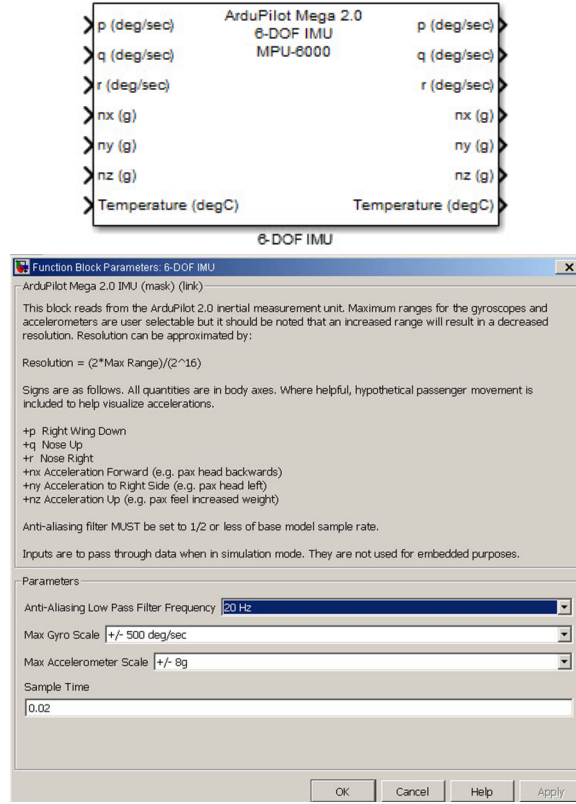 ArduPilot Mega 2.0
6-DOF IMU
MPU-6000
p (deg/sec) p (deg/sec)
q (deg/sec) q (deg/sec)
r (deg/sec) r (deg/sec)
nx (g) nx (g)
ny (g) ny (g)
nz (g) nz (g)
Temperature (degC) Temperature (degC)
6-DOF IMU
Function Block Parameters: 6-DOF IMU
ArduPilot Mega 2.0 IMU (mask) (link)
This block reads from the ArduPilot 2.0 inertial measurement unit. Maximum ranges for the gyroscopes and
accelerometers are user selectable but it should be noted that an increased range will result in a decreased
resolution. Resolution can be approximated by:
Resolution = (2*Max Range)/(2^16)
Signs are as follows. All quantities are in body axes. Where helpful, hypothetical passenger movement is
included to help visualize accelerations.
+p Right Wing Down
+q Nose Up
+r Nose Right
+nx Acceleration Forward (e.g. pax head backwards)
+ny Acceleration to Right Side (e.g. pax head left)
+nz Acceleration Up (e.g. pax feel increased weight)
Anti-aliasing filter MUST be set to 1/2 or less of base model sample rate.
Inputs are to pass through data when in simulation mode. They are not used for embedded purposes.
Parameters
Anti-Aliasing Low Pass Filter Frequency 20 Hz
Max Gyro Scale +/- 500 deg/sec
Max Accelerometer Scale +/- 8g
Sample Time
0.02
OK Cancel Help Apply